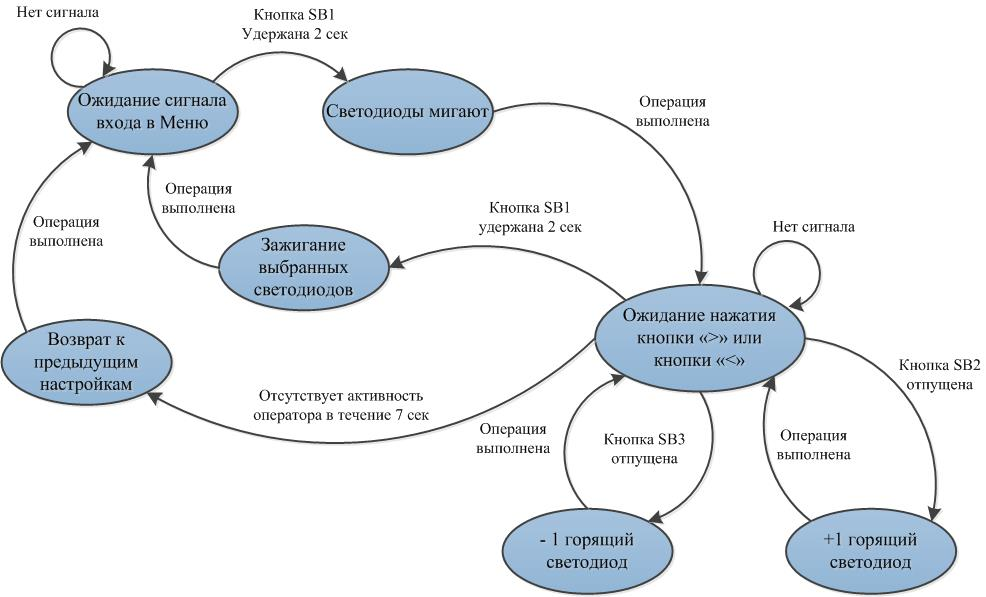 Нет сигнала
Кнопка SB1
Удержана 2 сек
Ожидание сигнала
входа в Меню
Светодиоды мигают
Операция
выполнена
Операция
выполнена
Операция
выполнена
Кнопка SB1
удержана 2 сек
Зажигание
выбранных
светодиодов
Нет сигнала
Ожидание нажатия
кнопки «>» или
кнопки «<»
Возврат к
предыдущим
настройкам
Отсутствует активность
оператора в течение 7 сек
Кнопка SB2
отпущена
Операция
выполнена
Кнопка SB3
отпущена
Операция
выполнена
- 1 горящий
светодиод
+1 горящий
светодиод